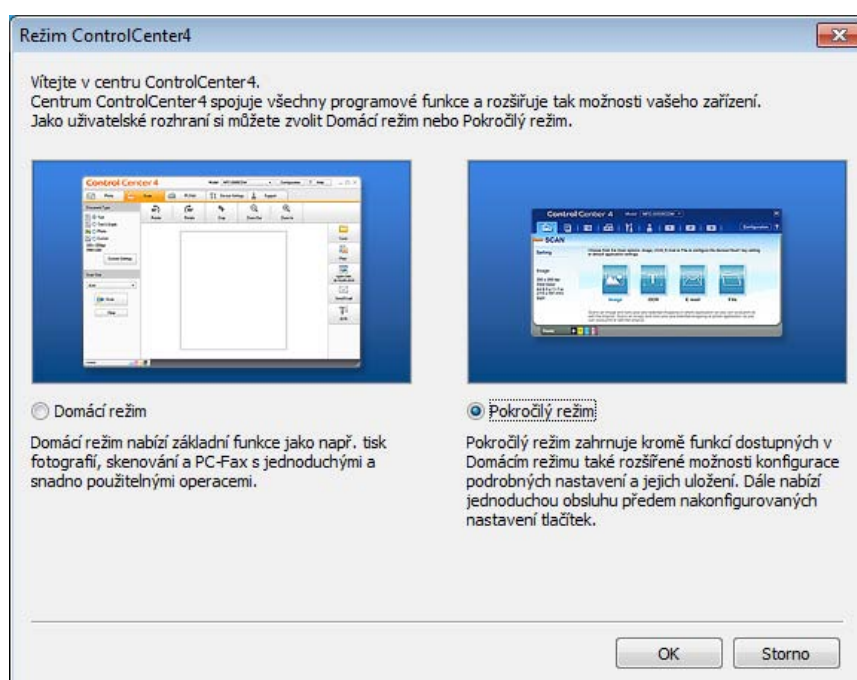 Režim ControlCenter4
Vítejte v centru ControlCenter4.
Centrum ControlCenter4 spojuje všechny programové funkce a rozšiřuje tak možnosti vašeho zařízení.
Jako uživatelské rozhraní si můžete zvolit Domácí režim nebo Pokročilý režim.
Control Center 4
Control Center 4
SCAN
Domácí režim
Domácí režim nabízí základní funkce jako např. tisk
fotografií, skenování a PC-Fax s jednoduchými a
snadno použitelnými operacemi.
Pokročilý režim
Pokročilý režim zahrnuje kromě funkcí dostupných v
Domácím režimu také rozšířené možnosti konfigurace
podrobných nastavení a jejich uložení. Dále nabízí
jednoduchou obsluhu předem nakonfigurovaných
nastavení tlačítek.
OK
Storno